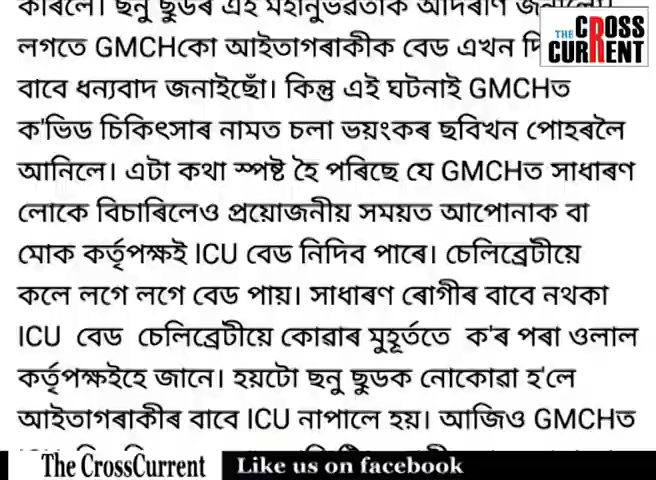 কৰিলে। ছনু ছুডৰ এই মহানুভৱতাক আদৰণি
THE CROSS
CURRENT
লগতে GMCHকো আইতাগৰাকীক বেড এখন
বাবে ধন্যবাদ জনাইছোঁ। কিন্তু এই ঘটনাই GMCHত
ক'ভিড চিকিৎসাৰ নামত চলা ভয়ংকৰ ছবিখন পোহৰলৈ
আনিলে। এটা কথা স্পষ্ট হৈ পৰিছে যে GMCHত সাধাৰণ
লোকে বিচাৰিলেও প্ৰয়োজনীয় সময়ত আপোনাক বা
মোক কৰ্তৃপক্ষই ICU বেড নিদিব পাৰে। চেলিব্ৰেটীয়ে
কলে লগে লগে বেড পায়। সাধাৰণ ৰোগীৰ বাবে নথকা
ICU বেড চেলিব্ৰেটীয়ে কোৱাৰ মুহূৰ্ততে ক'ৰ পৰা ওলাল
কৰ্তৃপক্ষইহে জানে। হয়টো ছনু ছুডক নোকোৱা হ'লে
আইতাগৰাকীৰ বাবে ICU নাপালে হয়। আজিও GMCHত
The CrossCurrent Like us on facebook